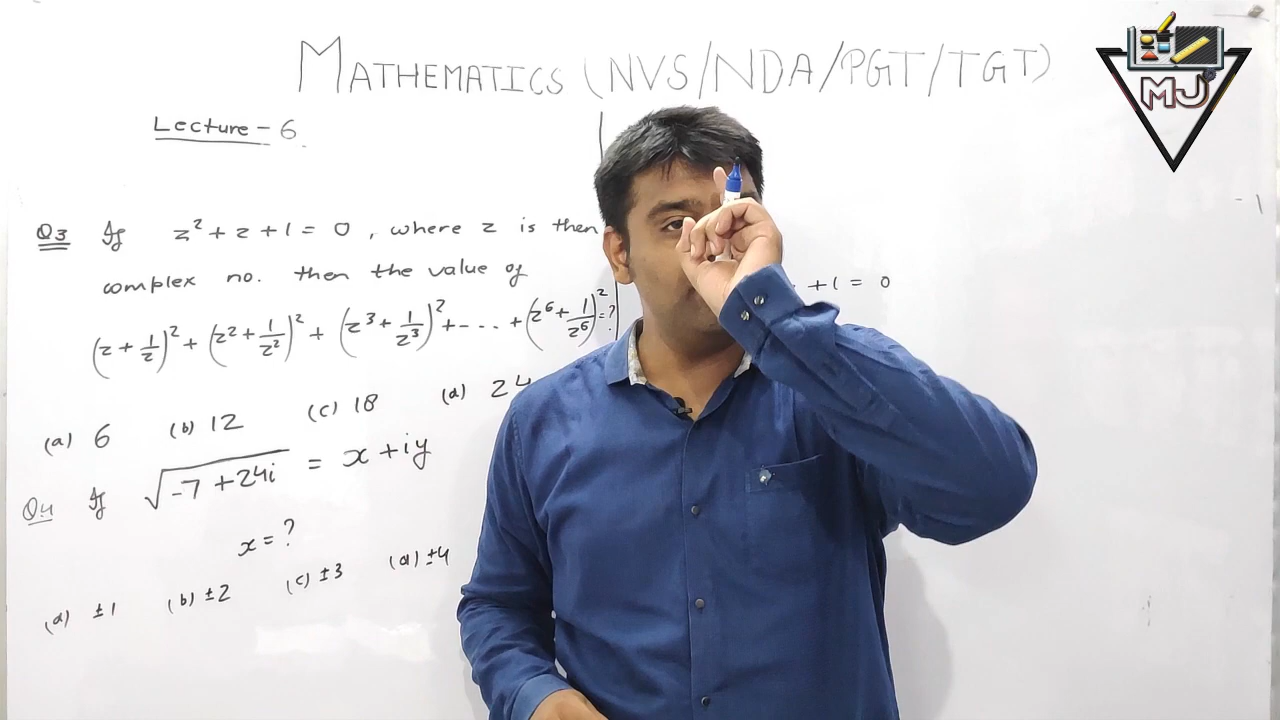 MATHEMATICS (NVS/NDA/PGT/TGT)
MJ
Lecture - 6
Q3 If z² + z + 1 = 0, where z is then
complex no. then the value of
(z + 1/z)² + (z² + 1/z²)² + (z³ + 1/z³)² + - . . . + (z⁶ + 1/z⁶)² = ?
(a) 6 (b) 12 (c) 18 (d) 24
Q4 If √-7 + 24i = x + iy
x = ?
(a) ±1 (b) ±2 (c) ±3 (d) ±4
+ 1 = 0
- 1